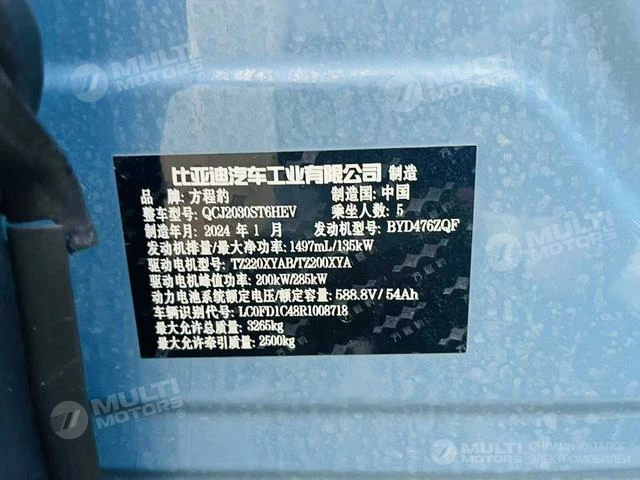 比亚迪汽车工业有限公司 制造
品 牌: 方程豹 制造国: 中国
整车型号: QCJ2030ST6HEV 乘坐人数: 5
制造年月: 2024 年 1 月 发动机型号: BYD476ZQF
发动机排量/最大净功率: 1497mL/135kW
驱动电机型号: TZ220XYAB/TZ200XYA
驱动电机峰值功率: 200kW/285kW
动力电池系统额定电压/额定容量: 588.8V/54Ah
车辆识别代号: LC0FD1C48R1008718
最大允许总质量: 3265kg
最大允许牵引质量: 2500kg
MULTI MOTORS
MULTI MOTORS
MULTI MOTORS
MULTI MOTORS
ОНЛАЙН-КАТАЛОГ
ЭЛЕКТРОМОБИЛЕЙ